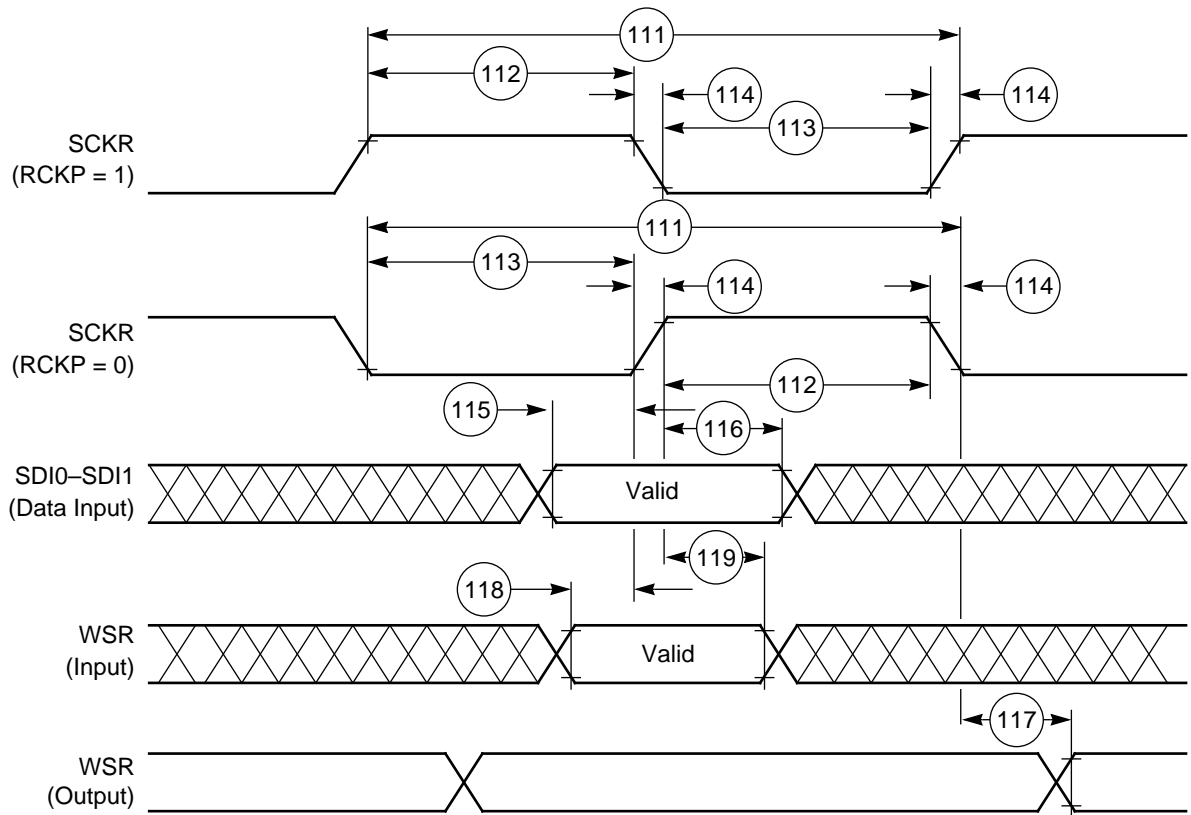 111
112
114
114
113
SCKR
(RCKP = 1)
111
113
114
114
SCKR
(RCKP = 0)
112
115
116
SDI0–SDI1
(Data Input)
Valid
119
118
WSR
(Input)
Valid
117
WSR
(Output)